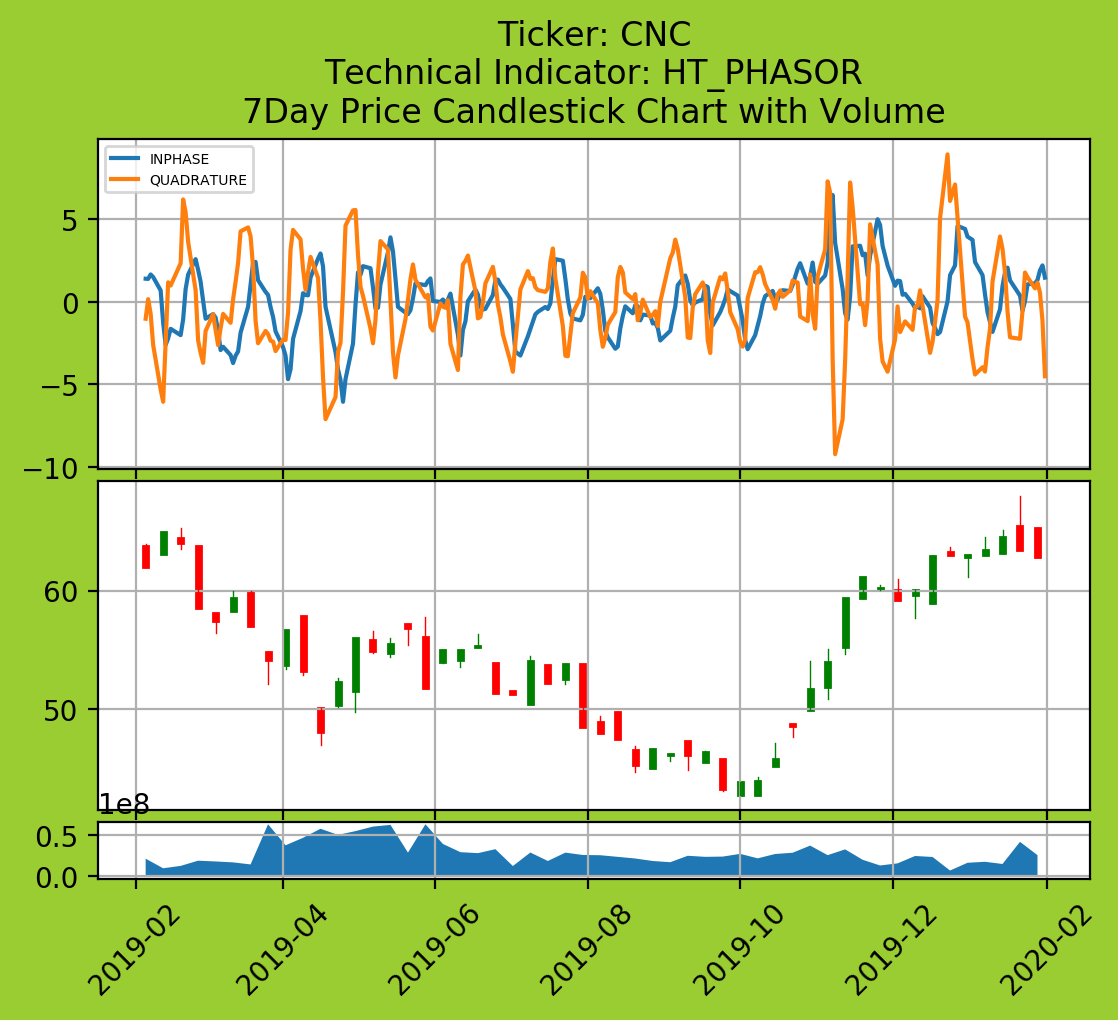 Ticker: CNC
Technical Indicator: HT_PHASOR
7Day Price Candlestick Chart with Volume
INPHASE
QUADRATURE
5
0
−5
−10
60
50
1e8
0.5
0.0
2019-02
2019-04
2019-06
2019-08
2019-10
2019-12
2020-02